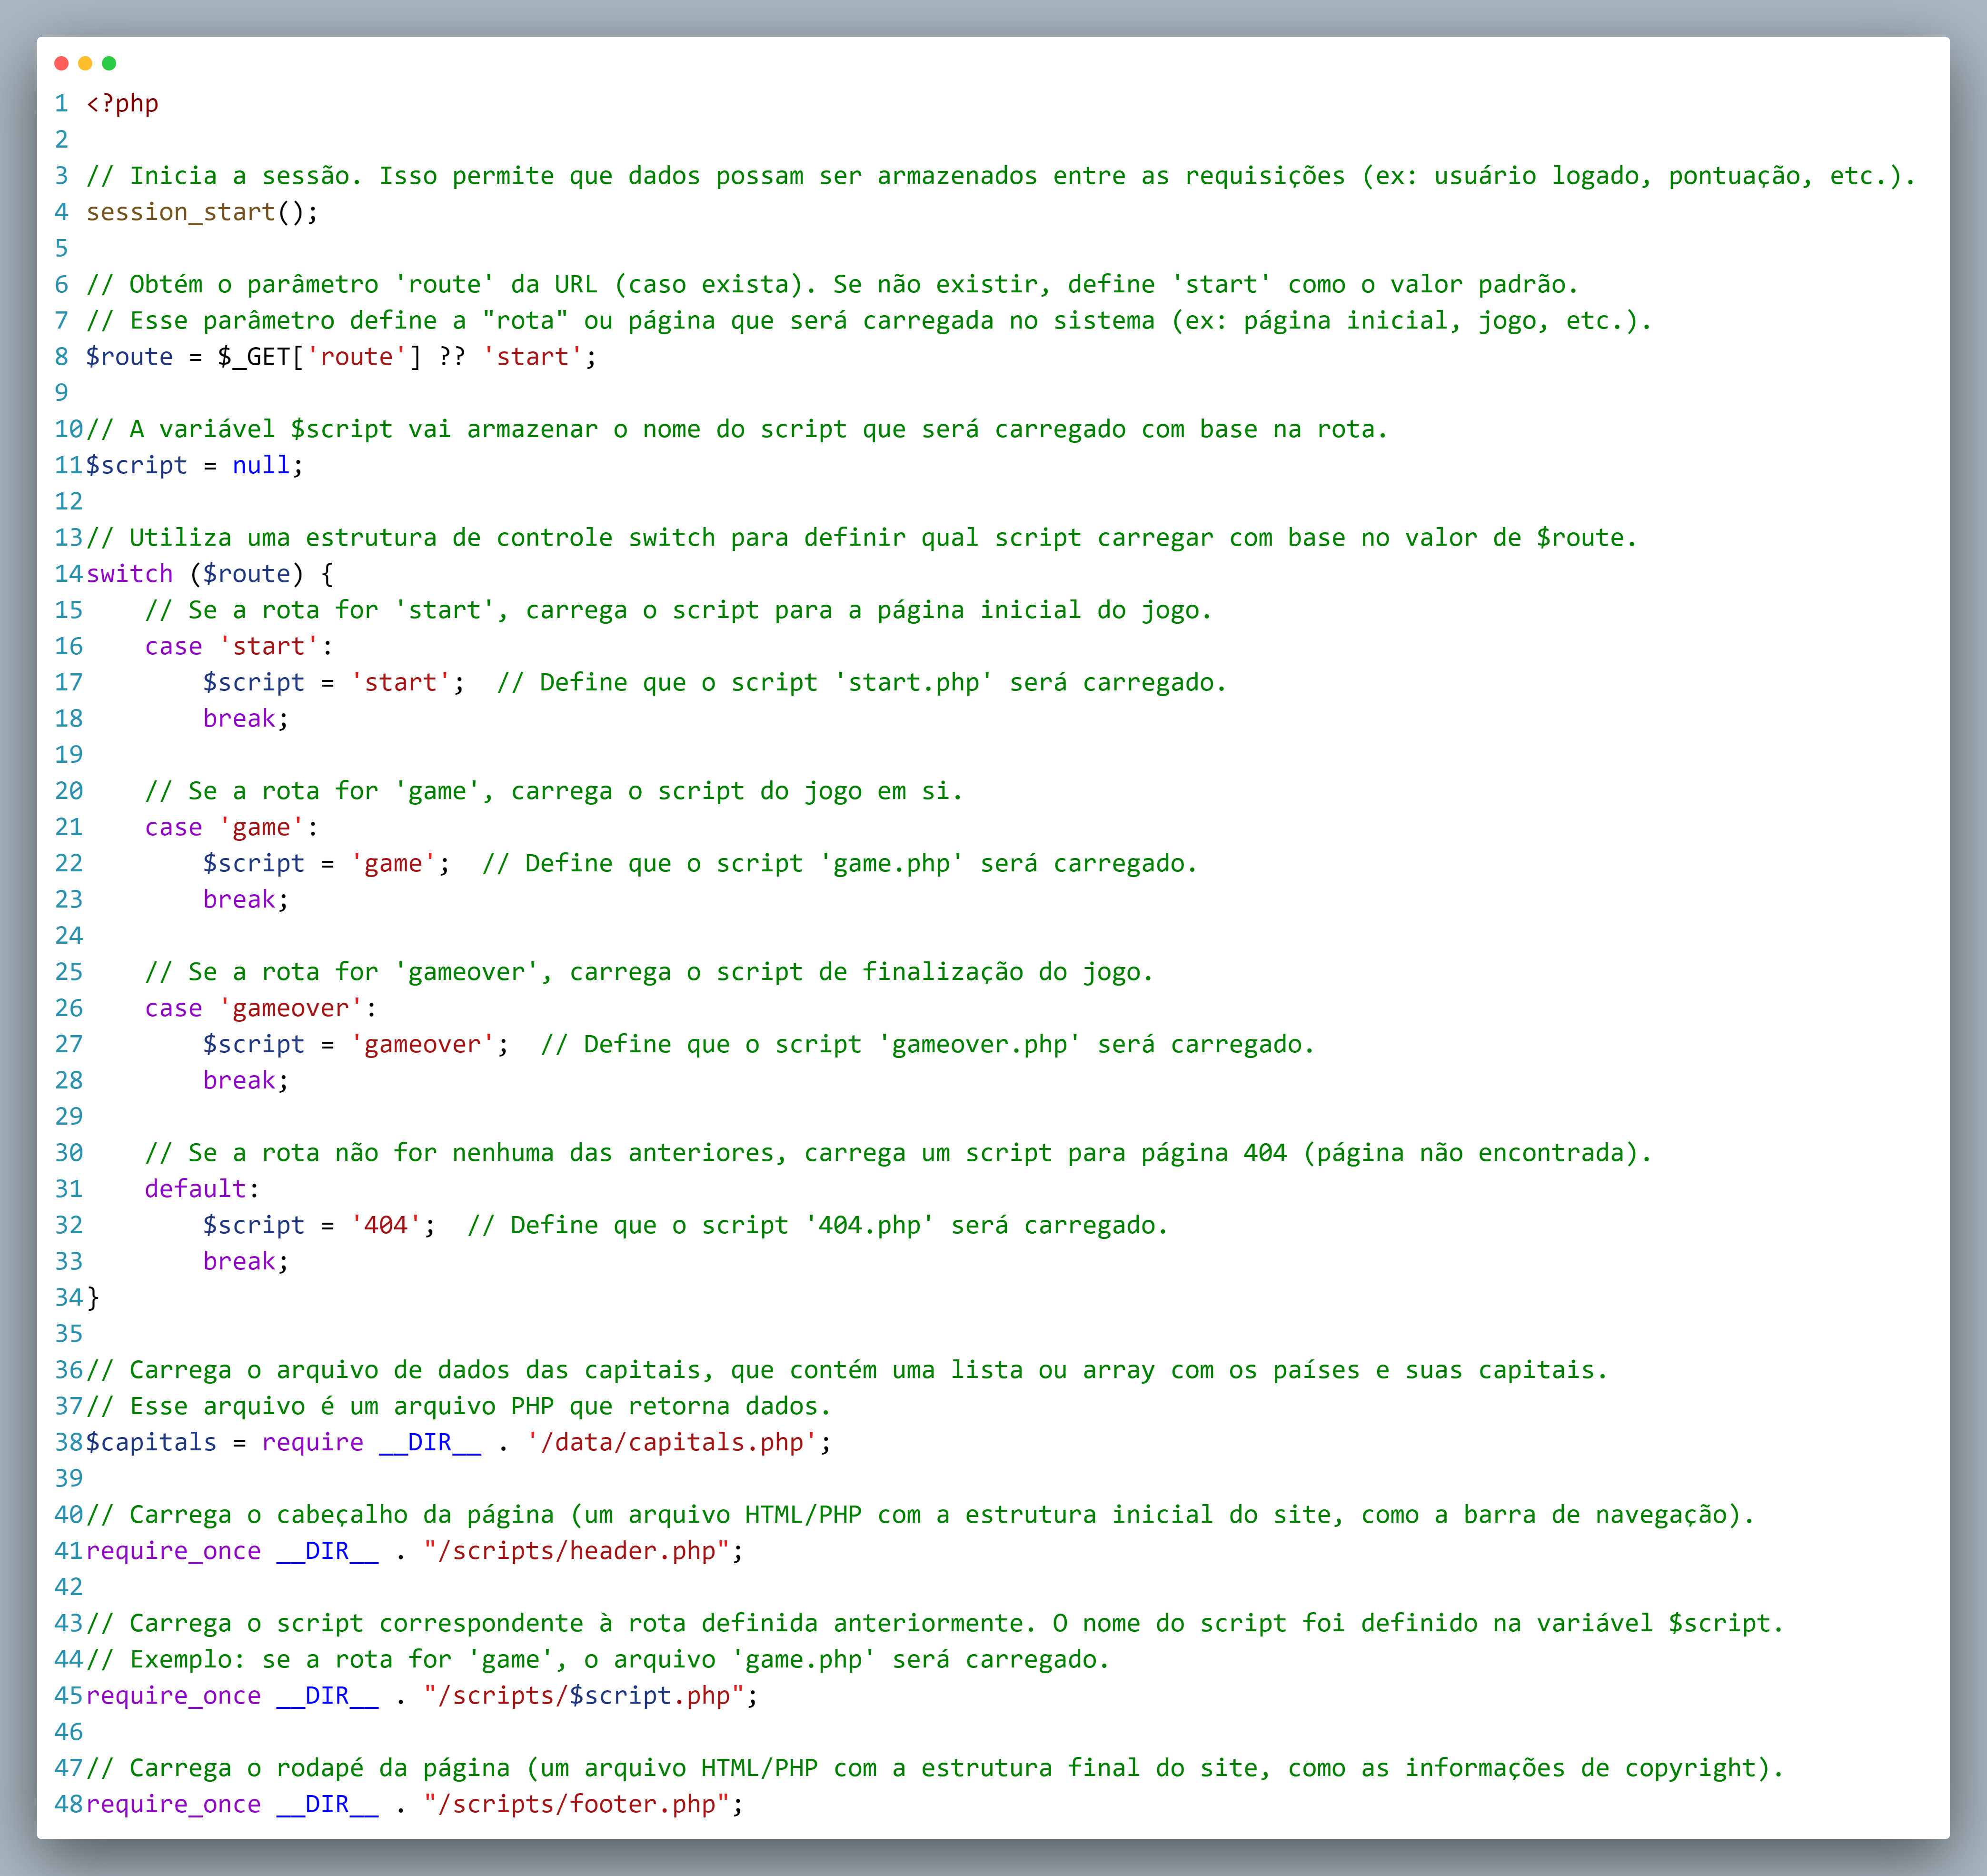 1 <?php
2
3 // Inicia a sessão. Isso permite que dados possam ser armazenados entre as requisições (ex: usuário logado, pontuação, etc.).
4 session_start();
5
6 // Obtém o parâmetro 'route' da URL (caso exista). Se não existir, define 'start' como o valor padrão.
7 // Esse parâmetro define a "rota" ou página que será carregada no sistema (ex: página inicial, jogo, etc.).
8 $route = $_GET['route'] ?? 'start';
9
10// A variável $script vai armazenar o nome do script que será carregado com base na rota.
11$script = null;
12
13// Utiliza uma estrutura de controle switch para definir qual script carregar com base no valor de $route.
14switch ($route) {
15    // Se a rota for 'start', carrega o script para a página inicial do jogo.
16    case 'start':
17        $script = 'start';  // Define que o script 'start.php' será carregado.
18        break;
19
20    // Se a rota for 'game', carrega o script do jogo em si.
21    case 'game':
22        $script = 'game';  // Define que o script 'game.php' será carregado.
23        break;
24
25    // Se a rota for 'gameover', carrega o script de finalização do jogo.
26    case 'gameover':
27        $script = 'gameover';  // Define que o script 'gameover.php' será carregado.
28        break;
29
30    // Se a rota não for nenhuma das anteriores, carrega um script para página 404 (página não encontrada).
31    default:
32        $script = '404';  // Define que o script '404.php' será carregado.
33        break;
34}
35
36// Carrega o arquivo de dados das capitais, que contém uma lista ou array com os países e suas capitais.
37// Esse arquivo é um arquivo PHP que retorna dados.
38$capitals = require __DIR__ . '/data/capitals.php';
39
40// Carrega o cabeçalho da página (um arquivo HTML/PHP com a estrutura inicial do site, como a barra de navegação).
41require_once __DIR__ . "/scripts/header.php";
42
43// Carrega o script correspondente à rota definida anteriormente. O nome do script foi definido na variável $script.
44// Exemplo: se a rota for 'game', o arquivo 'game.php' será carregado.
45require_once __DIR__ . "/scripts/$script.php";
46
47// Carrega o rodapé da página (um arquivo HTML/PHP com a estrutura final do site, como as informações de copyright).
48require_once __DIR__ . "/scripts/footer.php";